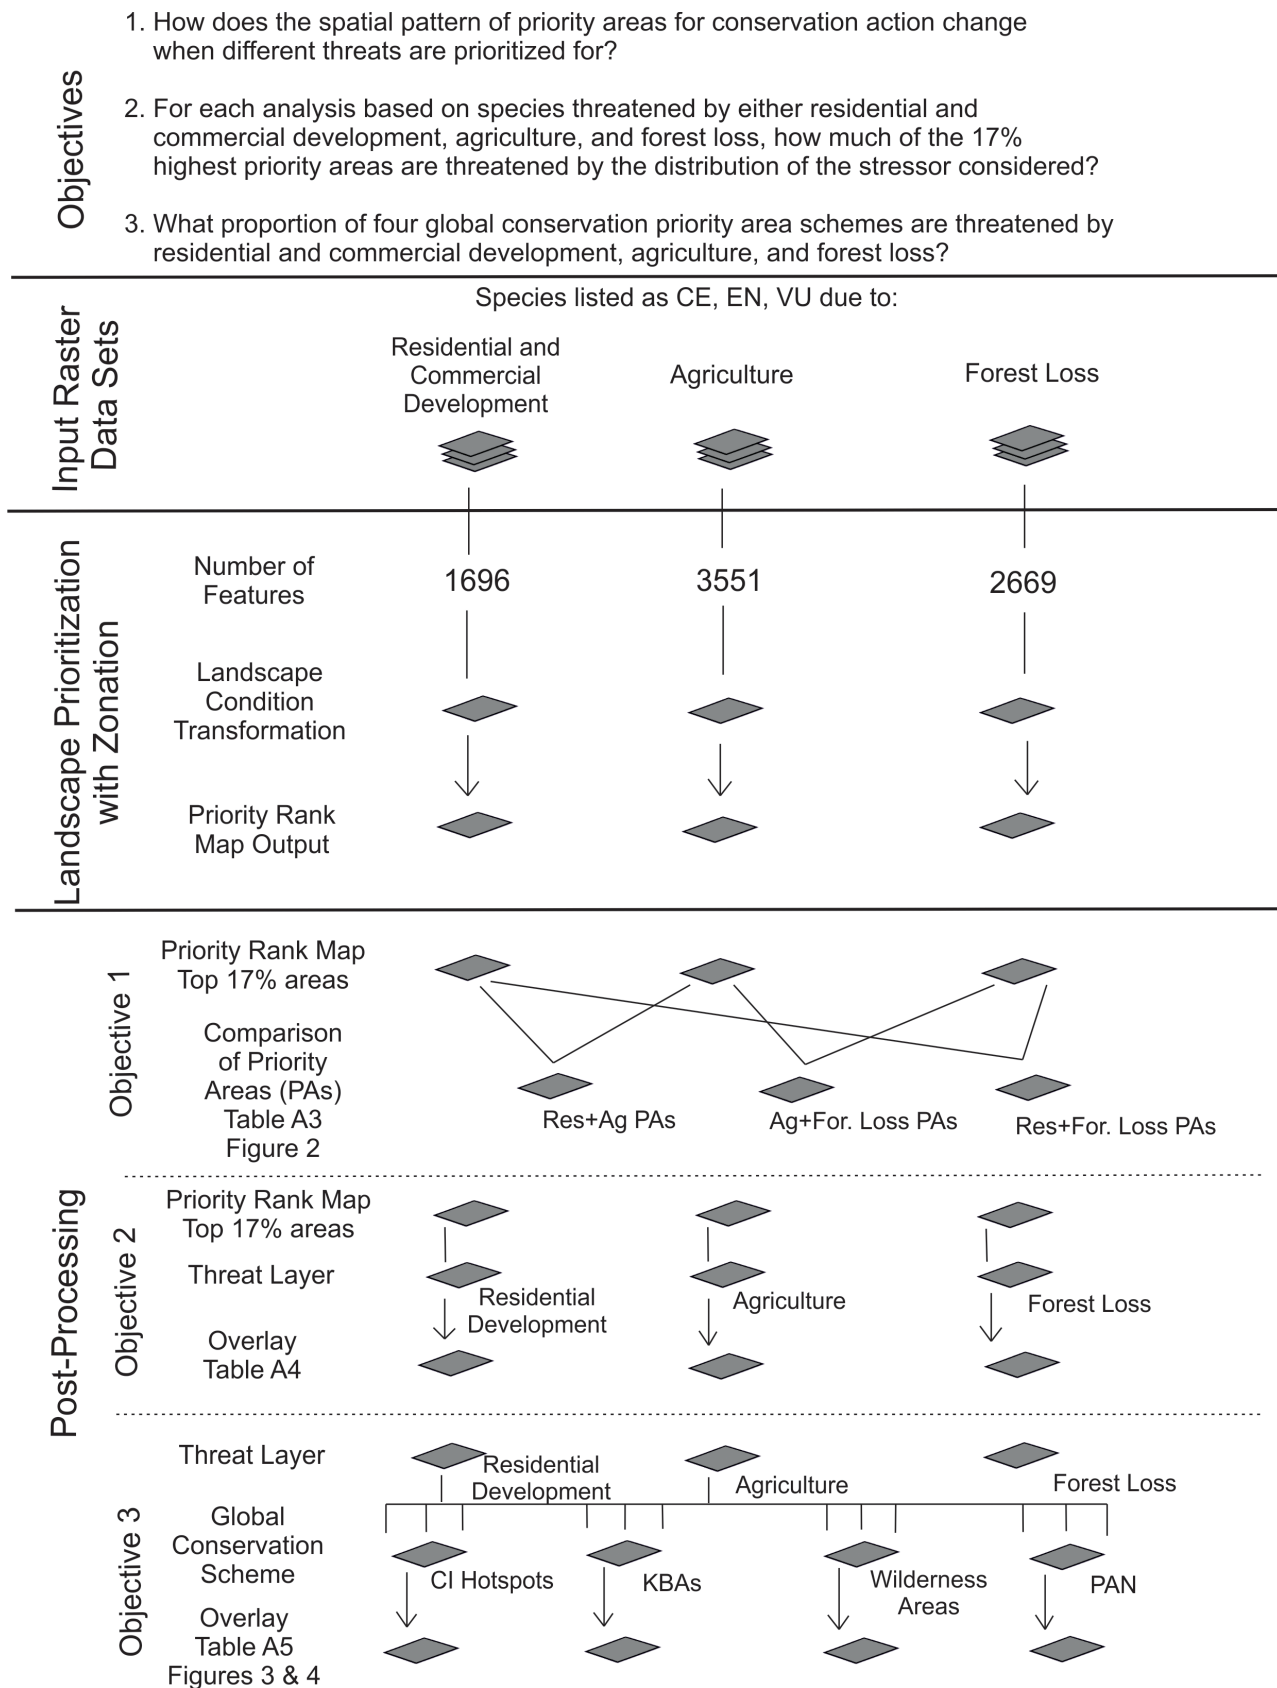 Objectives
1. How does the spatial pattern of priority areas for conservation action change
when different threats are prioritized for?
2. For each analysis based on species threatened by either residential and
commercial development, agriculture, and forest loss, how much of the 17%
highest priority areas are threatened by the distribution of the stressor considered?
3. What proportion of four global conservation priority area schemes are threatened by
residential and commercial development, agriculture, and forest loss?
Input Raster
Data Sets
Species listed as CE, EN, VU due to:
Residential and
Commercial
Development
Agriculture
Forest Loss
Landscape Prioritization
with Zonation
Number of
Features
1696
3551
2669
Landscape
Condition
Transformation
Priority Rank
Map Output
Post-Processing
Objective 1
Priority Rank Map
Top 17% areas
Comparison
of Priority
Areas (PAs)
Table A3
Figure 2
Res+Ag PAs
Ag+For. Loss PAs
Res+For. Loss PAs
Objective 2
Priority Rank Map
Top 17% areas
Threat Layer
Residential
Development
Agriculture
Forest Loss
Overlay
Table A4
Objective 3
Threat Layer
Residential
Development
Agriculture
Forest Loss
Global
Conservation
Scheme
CI Hotspots
KBAs
Wilderness
Areas
PAN
Overlay
Table A5
Figures 3 & 4